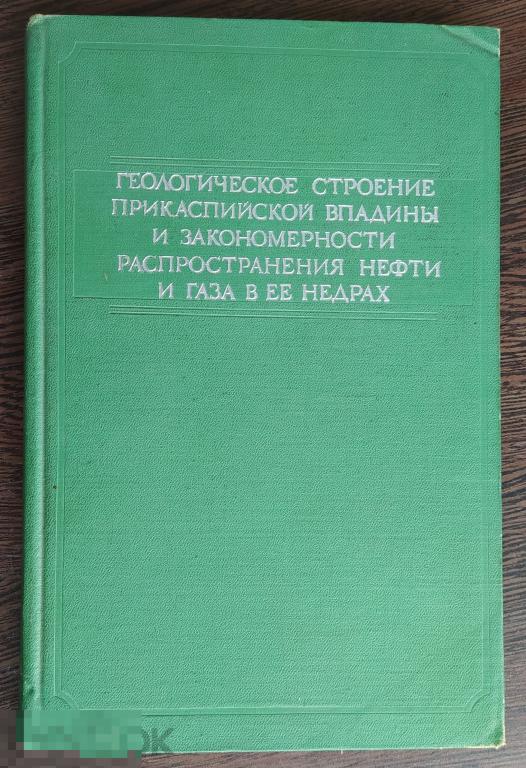 ГЕОЛОГИЧЕСКОЕ СТРОЕНИЕ
ПРИКАСПИЙСКОЙ ВПАДИНЫ
И ЗАКОНОМЕРНОСТИ
РАСПРОСТРАНЕНИЯ НЕФТИ
И ГАЗА В ЕЕ НЕДРАХ